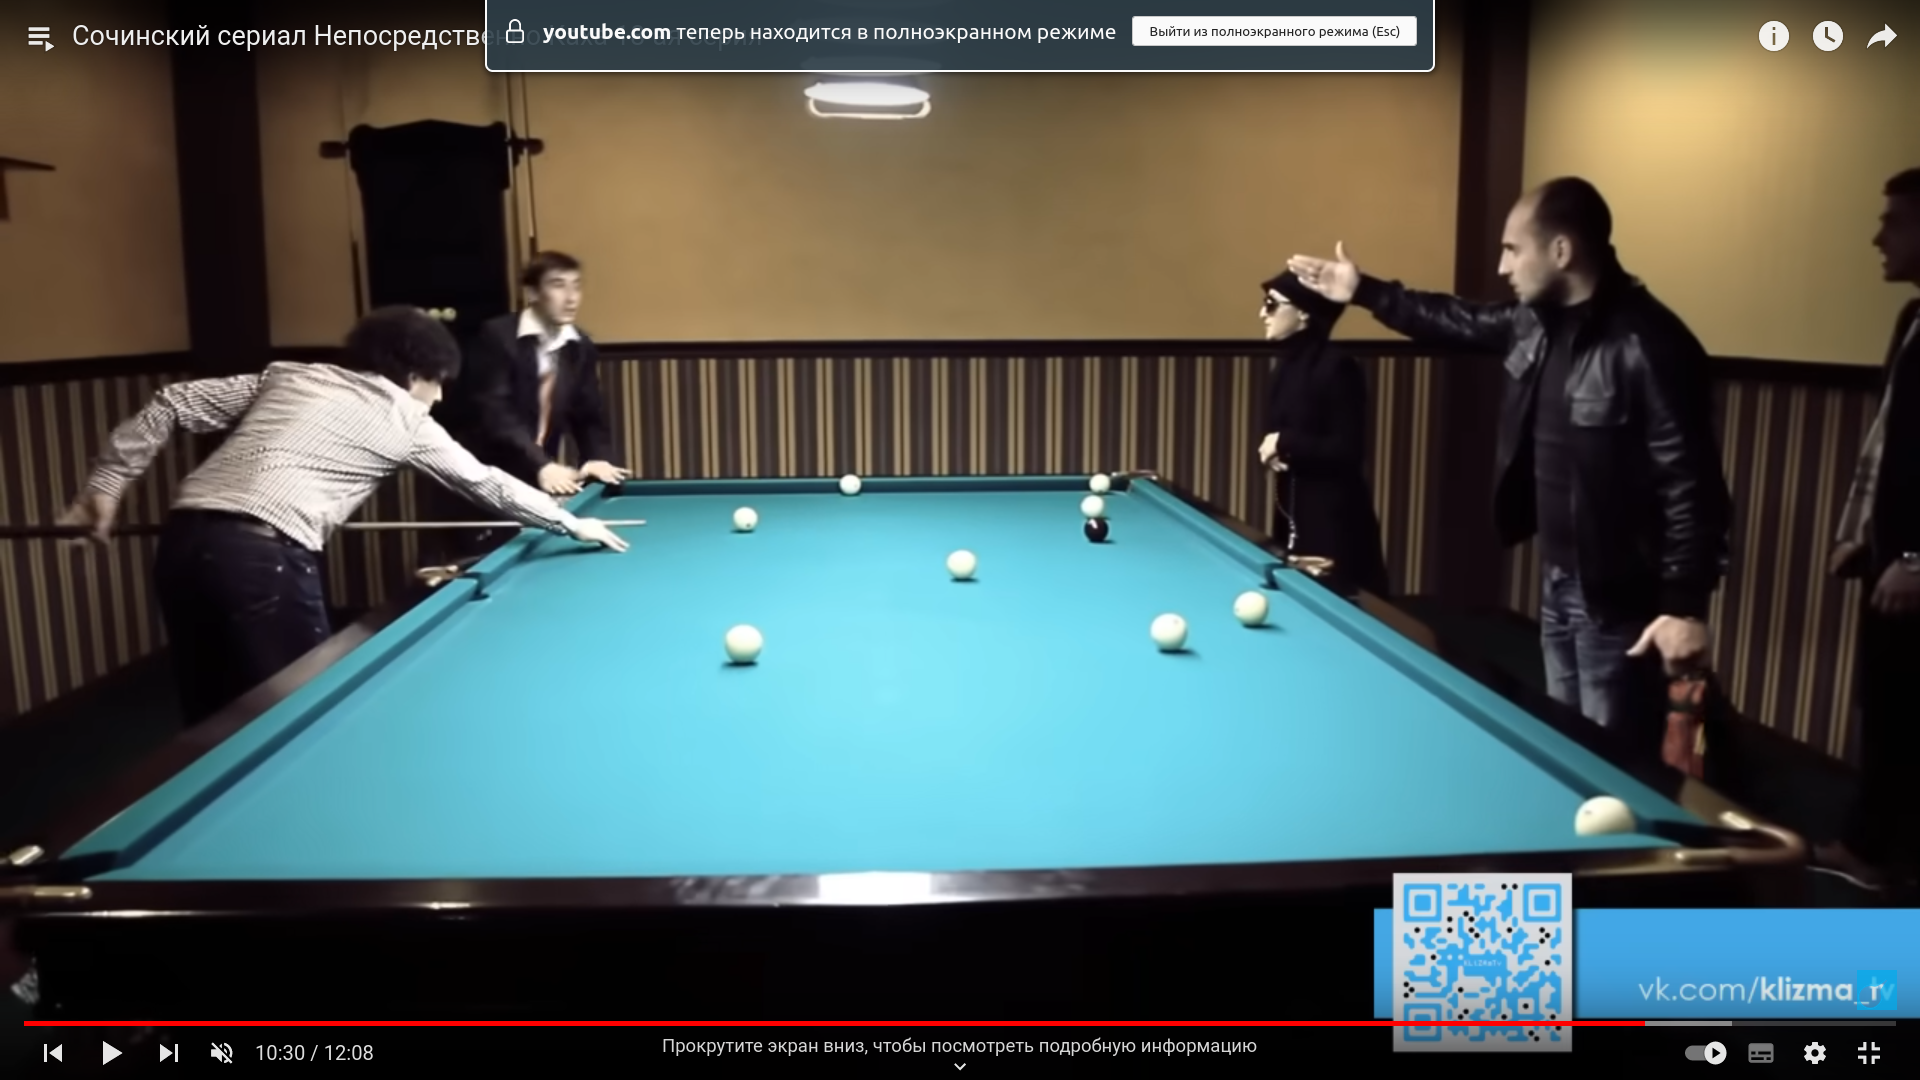 Сочинский сериал Непосредстве
youtube.com теперь находится в полноэкранном режиме
Выйти из полноэкранного режима (Esc)
vk.com/klizma_tv
10:30 / 12:08
Прокрутите экран вниз, чтобы посмотреть подробную информацию